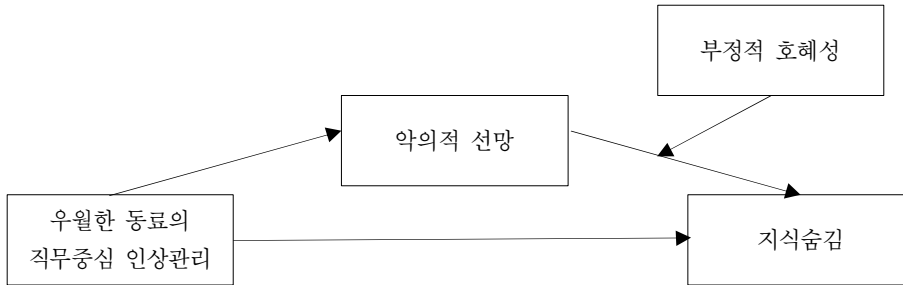 부정적 호혜성
악의적 선망
우월한 동료의
직무중심 인상관리
지식숨김